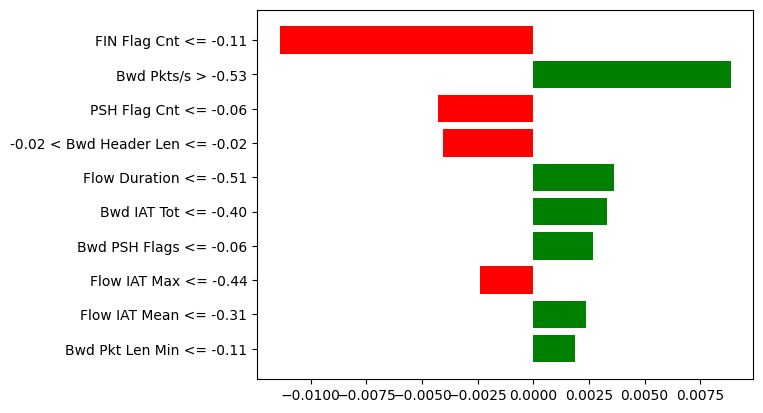 FIN Flag Cnt <= -0.11
Bwd Pkts/s > -0.53
PSH Flag Cnt <= -0.06
-0.02 < Bwd Header Len <= -0.02
Flow Duration <= -0.51
Bwd IAT Tot <= -0.40
Bwd PSH Flags <= -0.06
Flow IAT Max <= -0.44
Flow IAT Mean <= -0.31
Bwd Pkt Len Min <= -0.11
−0.0100 −0.0075 −0.0050 −0.0025 0.0000 0.0025 0.0050 0.0075